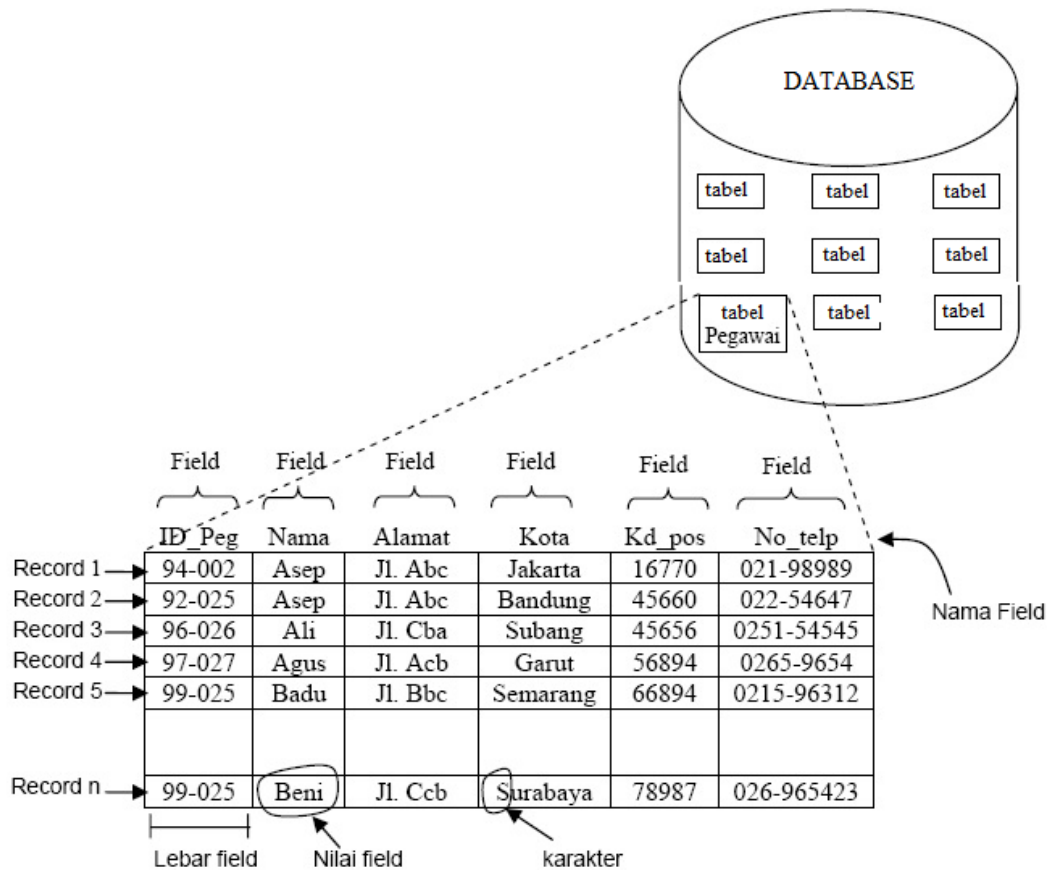 DATABASE
tabel tabel tabel
tabel tabel tabel
tabel Pegawai tabel tabel
Field Field Field Field Field Field
ID_Peg Nama Alamat Kota Kd_pos No_telp
Record 1 94-002 Asep Jl. Abc Jakarta 16770 021-98989
Record 2 92-025 Asep Jl. Abc Bandung 45660 022-54647
Nama Field
Record 3 96-026 Ali Jl. Cba Subang 45656 0251-54545
Record 4 97-027 Agus Jl. Acb Garut 56894 0265-9654
Record 5 99-025 Badu Jl. Bbc Semarang 66894 0215-96312
Record n 99-025 Beni Jl. Ccb Surabaya 78987 026-965423
Lebar field Nilai field karakter